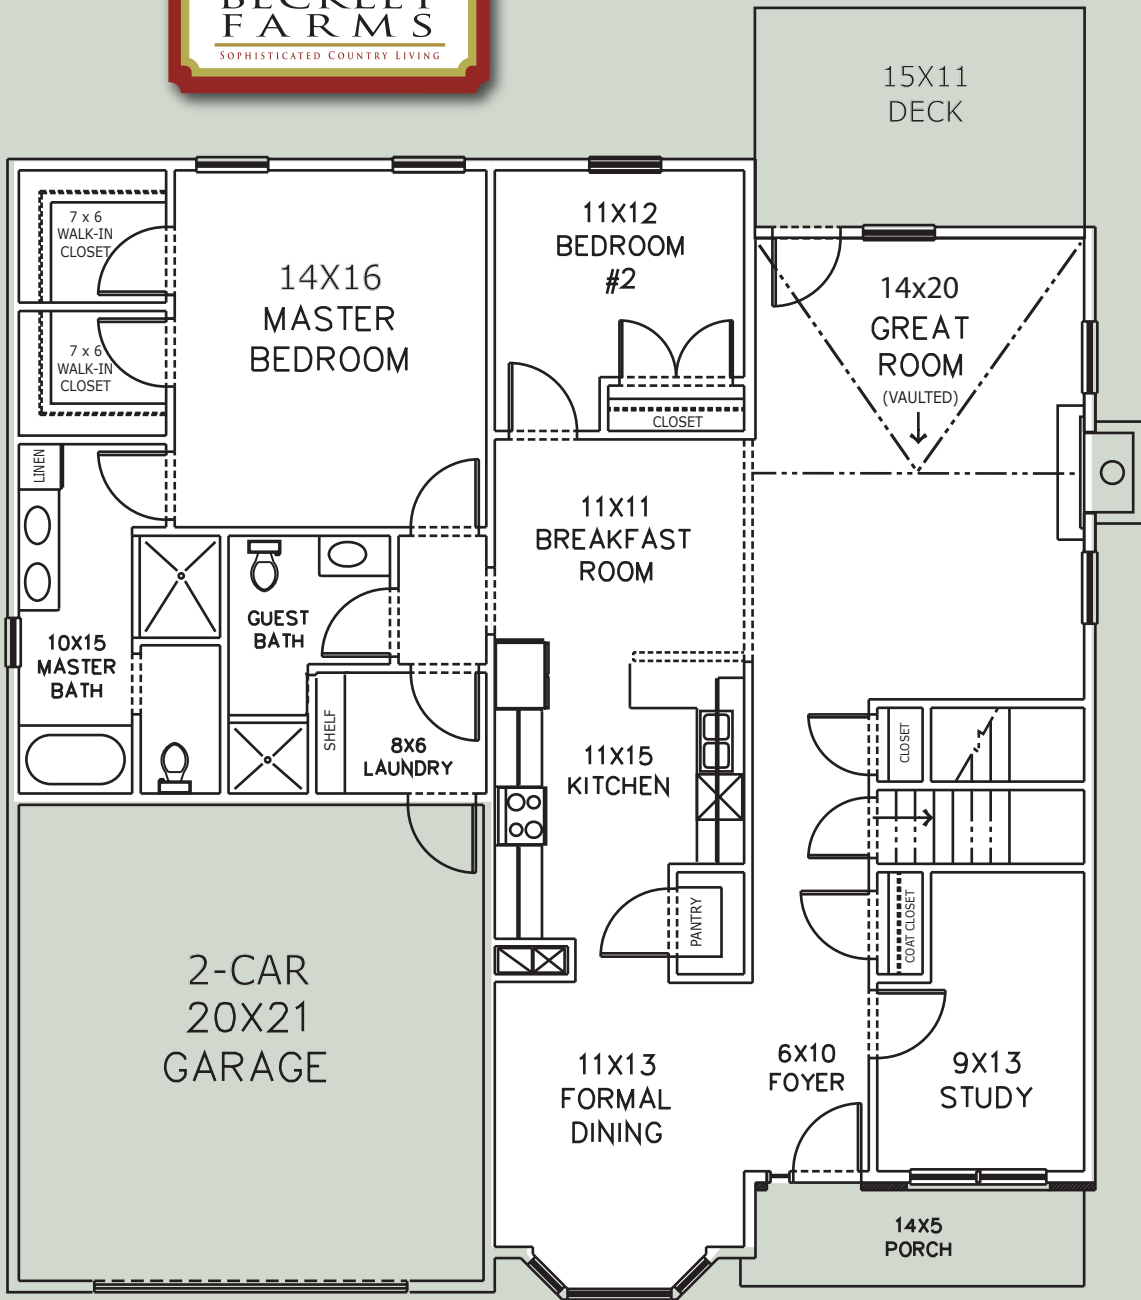 FARMS
SOPHISTICATED COUNTRY LIVING
15X11
DECK
7 x 6
WALK-IN
CLOSET
14X16
MASTER
BEDROOM
11X12
BEDROOM
#2
14x20
GREAT
ROOM
(VAULTED)
7 x 6
WALK-IN
CLOSET
CLOSET
LINEN
11X11
BREAKFAST
ROOM
GUEST
BATH
10X15
MASTER
BATH
SHELF
8X6
LAUNDRY
11X15
KITCHEN
CLOSET
PANTRY
COAT CLOSET
2-CAR
20X21
GARAGE
11X13
FORMAL
DINING
6X10
FOYER
9X13
STUDY
14X5
PORCH